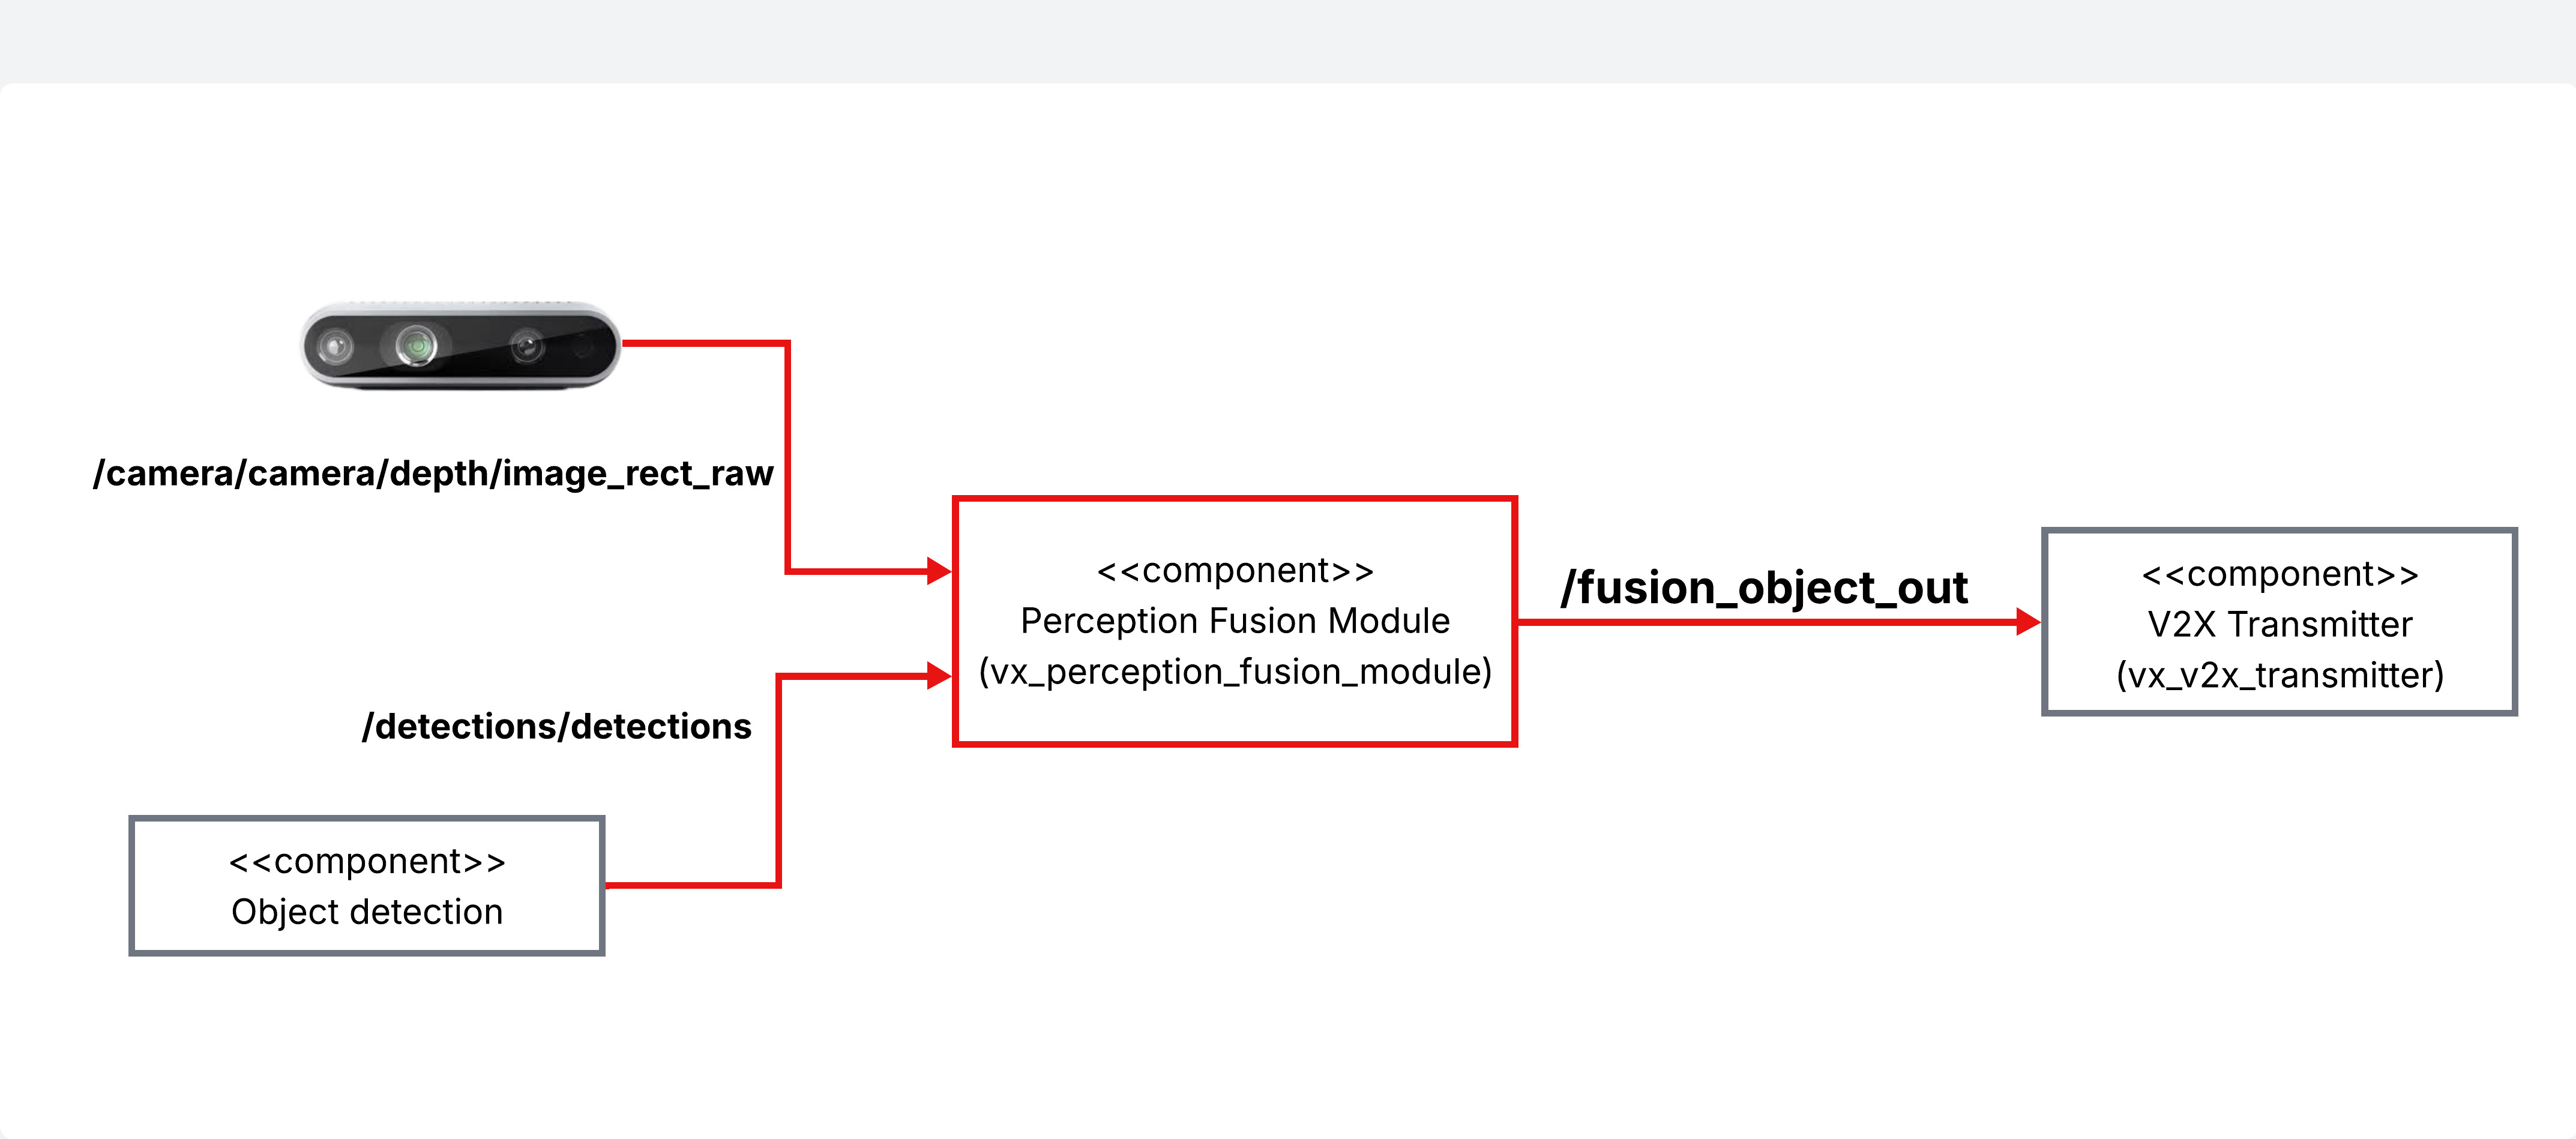 /camera/camera/depth/image_rect_raw
<<component>>
Perception Fusion Module
(vx_perception_fusion_module)
/fusion_object_out
<<component>>
V2X Transmitter
(vx_v2x_transmitter)
/detections/detections
<<component>>
Object detection